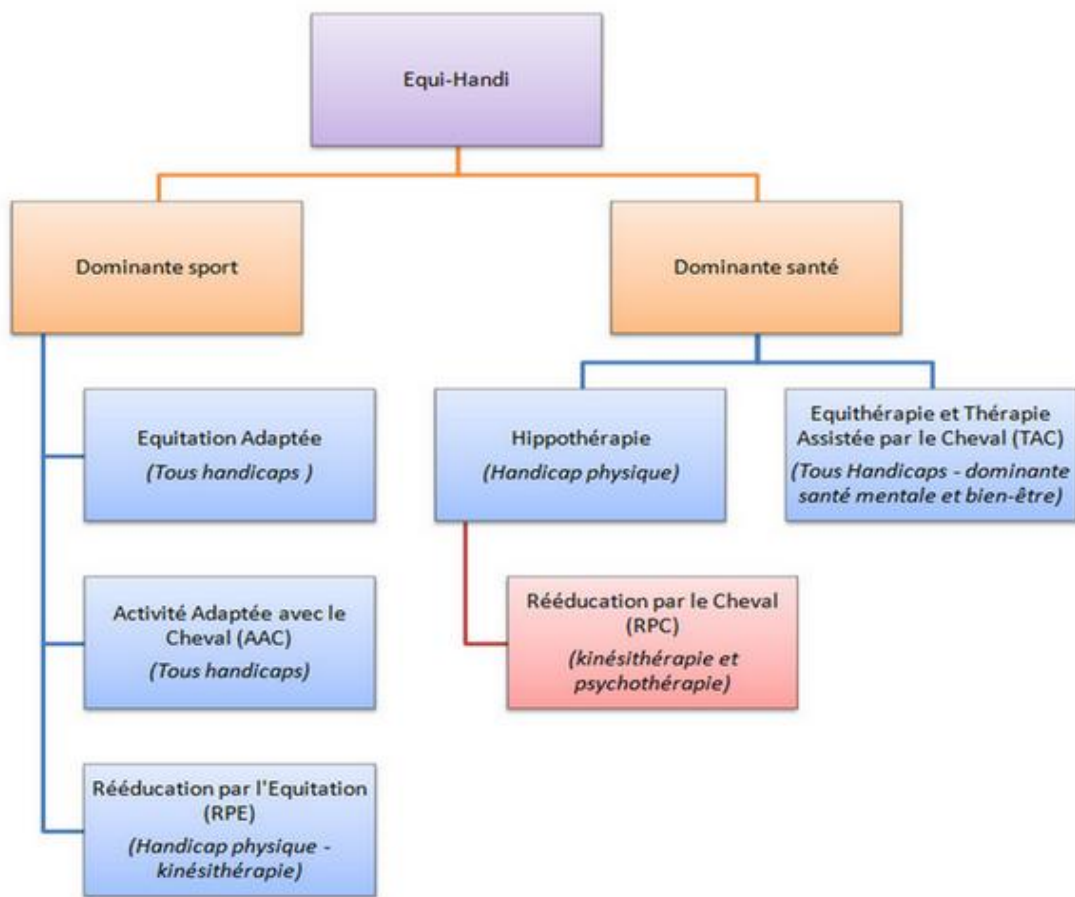 Equi-Handi
Dominante sport
Dominante santé
Equitation Adaptée
(Tous handicaps )
Hippothérapie
(Handicap physique)
Equithérapie et Thérapie
Assistée par le Cheval (TAC)
(Tous Handicaps - dominante
santé mentale et bien-être)
Activité Adaptée avec le
Cheval (AAC)
(Tous handicaps)
Rééducation par le Cheval
(RPC)
(kinésithérapie et
psychothérapie)
Rééducation par l'Equitation
(RPE)
(Handicap physique -
kinésithérapie)